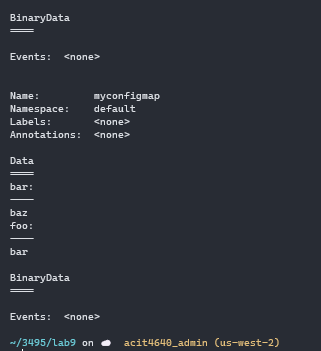 BinaryData
====
Events:  <none>
Name:         myconfigmap
Namespace:    default
Labels:       <none>
Annotations:  <none>
Data
====
bar:
----
baz
foo:
----
bar
BinaryData
====
Events:  <none>
~/3495/lab9 on ☁️  acit4640_admin (us-west-2)